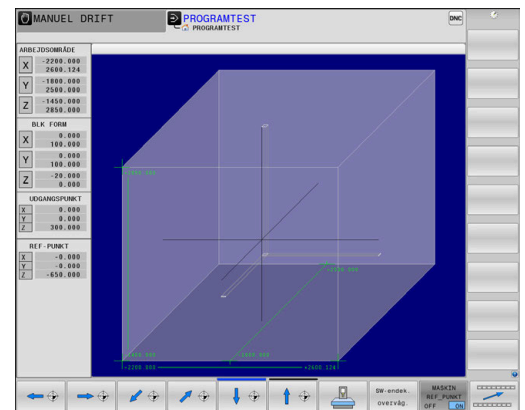 MANUEL DRIFT
PROGRAMTEST
PROGRAMTEST
DNC
ARBEJDSOMRÅDE
X -2200.000
2600.124
Y -1800.000
2500.000
Z -1450.000
2850.000
BLK FORM
X 0.000
100.000
Y 0.000
100.000
Z -20.000
0.000
UDGANGSPUNKT
X 0.000
Y 0.000
Z 300.000
REF-PUNKT
X -0.000
Y -0.000
Z -650.000
-2200.000
+2600.124
SW-endek.
overvåg.
MASKIN
REF_PUNKT
OFF ON